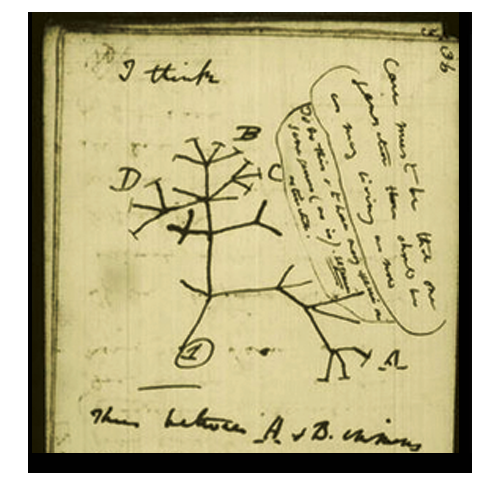 I think
36
B
C
D
Case must be that one
generation then should be
as many living as now
To do this & to have many species in
same genus (as is). requires
extinction.
1
A
Thus between A & B. immens